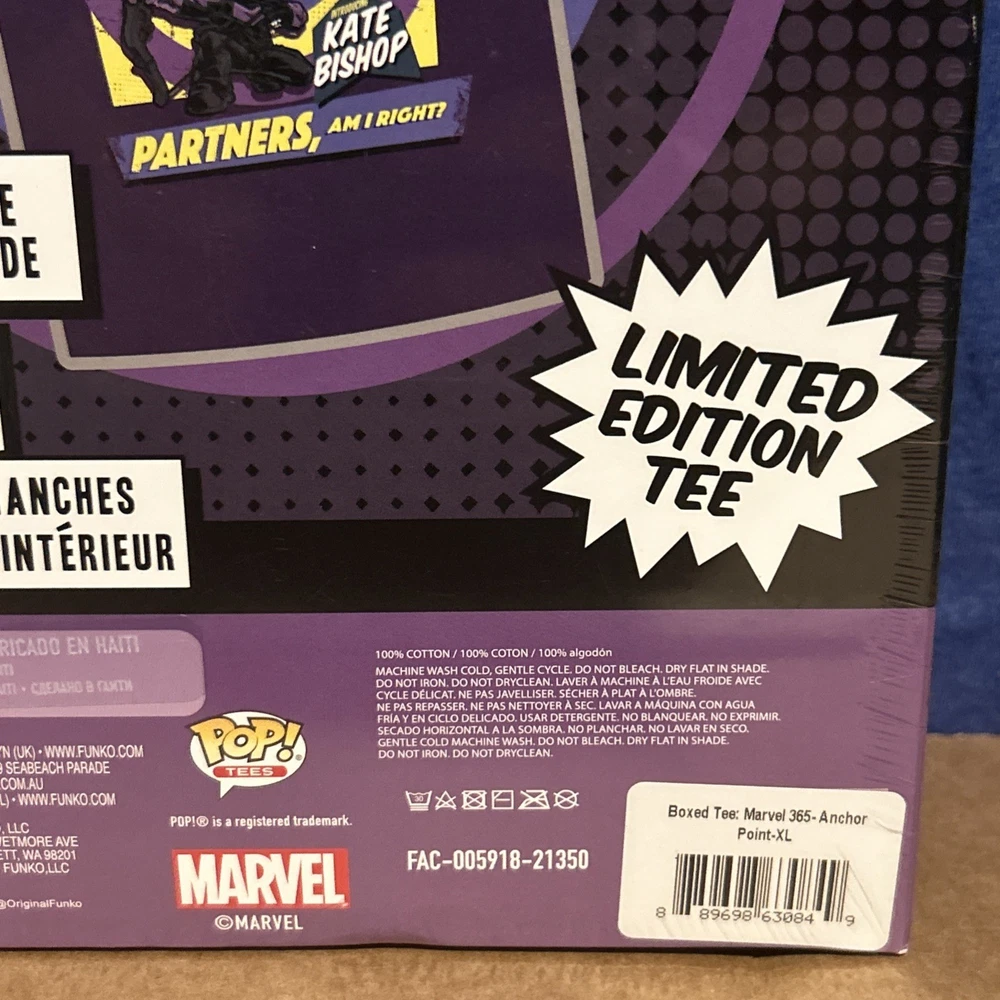 INTRODUCING
KATE
BISHOP
PARTNERS, AM I RIGHT?
E
DE
LIMITED
EDITION
TEE
ANCHES
INTÉRIEUR
RICADO EN HAITI
ITI
ITI • СДЕЛАНО В ГАИТИ
YN (UK) • WWW.FUNKO.COM
9 SEABEACH PARADE
.COM.AU
L) • WWW.FUNKO.COM
, LLC
WETMORE AVE
ETT, WA 98201
FUNKO,LLC
@OriginalFunko
POP!®
TEES
POP!® is a registered trademark.
MARVEL
©MARVEL
100% COTTON / 100% COTON / 100% algodón
MACHINE WASH COLD, GENTLE CYCLE. DO NOT BLEACH. DRY FLAT IN SHADE.
DO NOT IRON. DO NOT DRYCLEAN. LAVER À MACHINE À L'EAU FROIDE AVEC
CYCLE DÉLICAT. NE PAS JAVELLISER. SÉCHER À PLAT À L'OMBRE.
NE PAS REPASSER. NE PAS NETTOYER À SEC. LAVAR A MÁQUINA CON AGUA
FRÍA Y EN CICLO DELICADO. USAR DETERGENTE. NO BLANQUEAR. NO EXPRIMIR.
SECADO HORIZONTAL A LA SOMBRA. NO PLANCHAR. NO LAVAR EN SECO.
GENTLE COLD MACHINE WASH. DO NOT BLEACH. DRY FLAT IN SHADE.
DO NOT IRON. DO NOT DRYCLEAN.
30
FAC-005918-21350
Boxed Tee: Marvel 365- Anchor
Point-XL
8 89698 63084 9